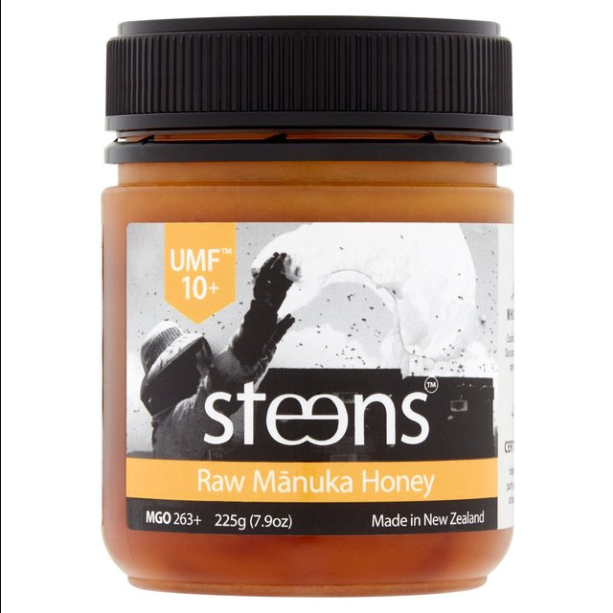 UMF™
10+
steens™
Raw Mānuka Honey
MGO 263+ 225g (7.9oz) Made in New Zealand